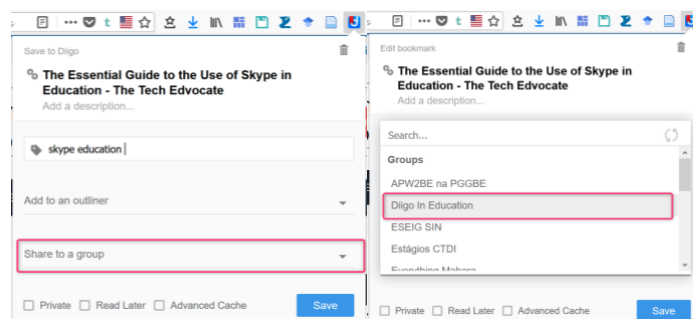 Save to Diigo
The Essential Guide to the Use of Skype in
Education - The Tech Edvocate
Add a description...
skype education
Add to an outliner
Share to a group
Private Read Later Advanced Cache Save
Edit bookmark
The Essential Guide to the Use of Skype in
Education - The Tech Edvocate
Add a description...
Search...
Groups
APW2BE na PGGBE
Diigo In Education
ESEIG SIN
Estágios CTDI
Everything Mahara
Private Read Later Advanced Cache Save